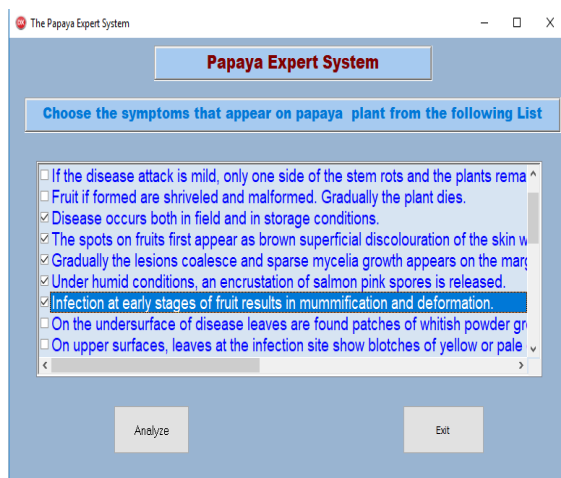 The Papaya Expert System
Papaya Expert System
Choose the symptoms that appear on papaya plant from the following List
If the disease attack is mild, only one side of the stem rots and the plants rema
Fruit if formed are shriveled and malformed. Gradually the plant dies.
Disease occurs both in field and in storage conditions.
The spots on fruits first appear as brown superficial discolouration of the skin w
Gradually the lesions coalesce and sparse mycelia growth appears on the marg
Under humid conditions, an encrustation of salmon pink spores is released.
Infection at early stages of fruit results in mummification and deformation.
On the undersurface of disease leaves are found patches of whitish powder gr
On upper surfaces, leaves at the infection site show blotches of yellow or pale
Analyze Exit